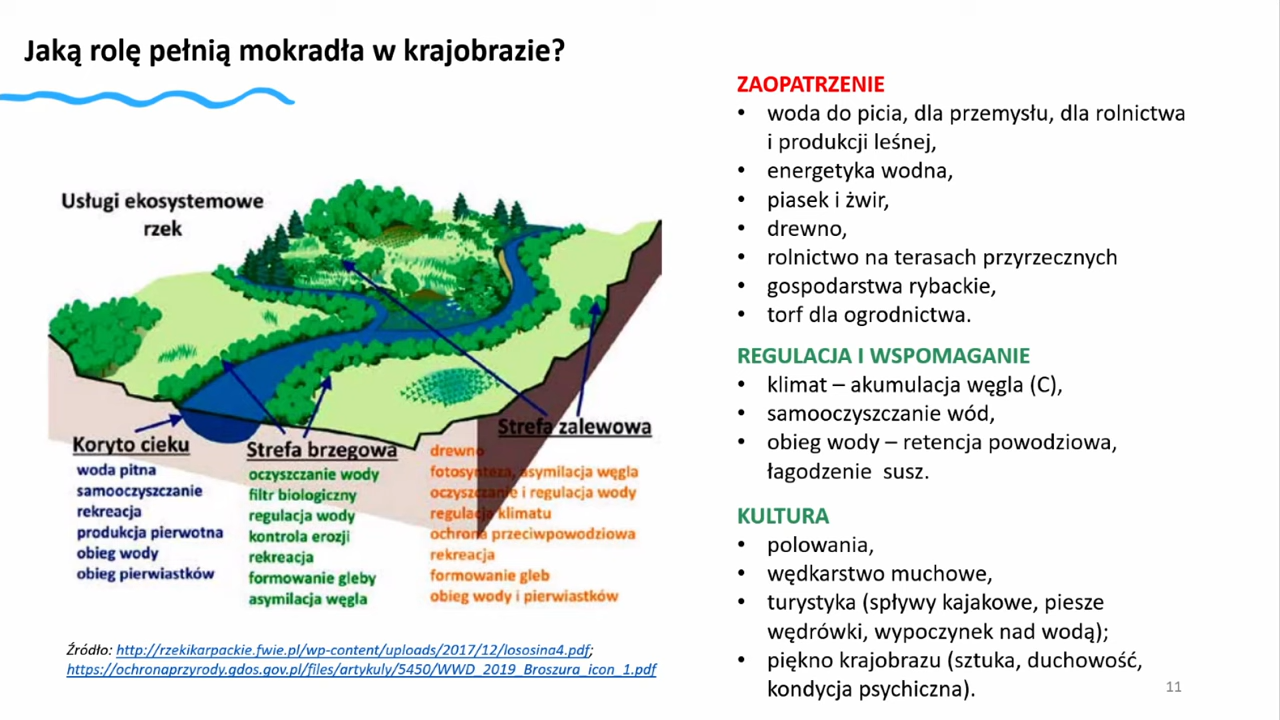 Jaką rolę pełnią mokradła w krajobrazie?
Usługi ekosystemowe
rzek
Koryto cieku
woda pitna
samooczyszczanie
rekreacja
produkcja pierwotna
obieg wody
obieg pierwiastków
Strefa brzegowa
oczyszczanie wody
filtr biologiczny
regulacja wody
kontrola erozji
rekreacja
formowanie gleby
asymilacja węgla
Strefa zalewowa
drewno
fotosynteza, asymilacja węgla
oczyszczanie i regulacja wody
regulacja klimatu
ochrona przeciwpowodziowa
rekreacja
formowanie gleb
obieg wody i pierwiastków
Źródło: http://rzekikarpackie.fwie.pl/wp-content/uploads/2017/12/lososina4.pdf;
https://ochronaprzyrody.gdos.gov.pl/files/artykuly/5450/WWD_2019_Broszura_icon_1.pdf
ZAOPATRZENIE
• woda do picia, dla przemysłu, dla rolnictwa
i produkcji leśnej,
• energetyka wodna,
• piasek i żwir,
• drewno,
• rolnictwo na terasach przyrzecznych
• gospodarstwa rybackie,
• torf dla ogrodnictwa.
REGULACJA I WSPOMAGANIE
• klimat – akumulacja węgla (C),
• samooczyszczanie wód,
• obieg wody – retencja powodziowa,
łagodzenie susz.
KULTURA
• polowania,
• wędkarstwo muchowe,
• turystyka (spływy kajakowe, piesze
wędrówki, wypoczynek nad wodą);
• piękno krajobrazu (sztuka, duchowość,
kondycja psychiczna).
11